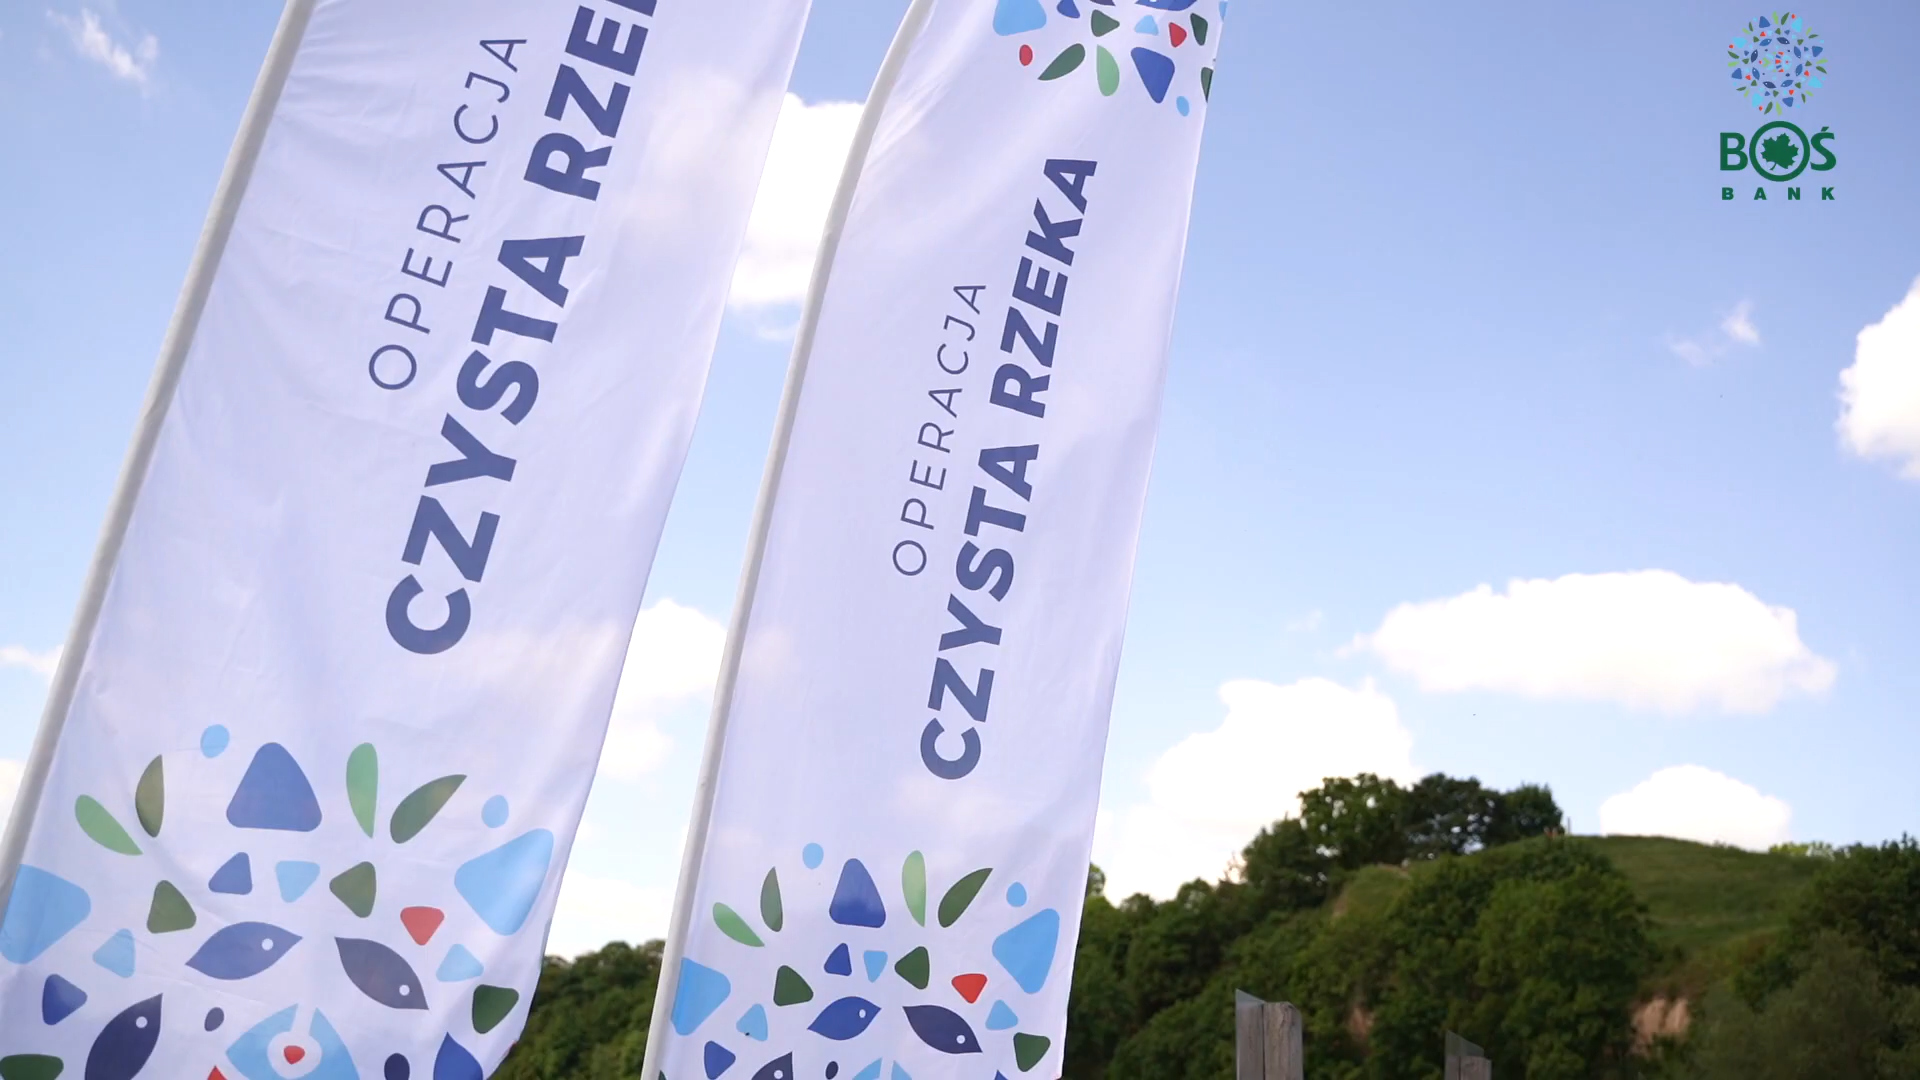 OPERACJA
CZYSTA RZE
OPERACJA
CZYSTA RZEKA
BOŚ
BANK